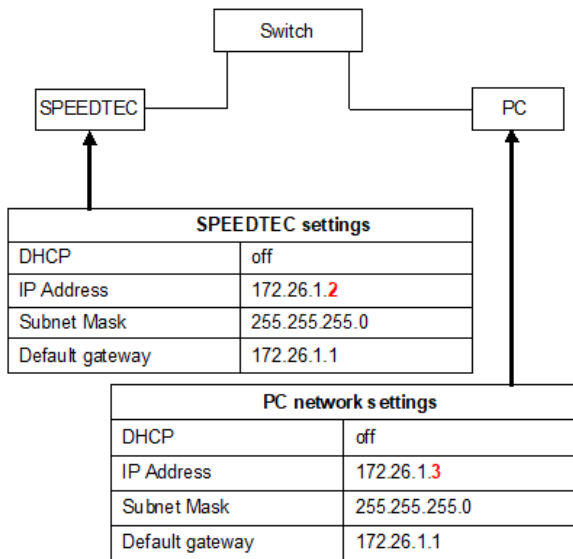 Switch
SPEEDTEC
PC
SPEEDTEC settings
DHCP off
IP Address 172.26.1.2
Subnet Mask 255.255.255.0
Default gateway 172.26.1.1
PC network settings
DHCP off
IP Address 172.26.1.3
Subnet Mask 255.255.255.0
Default gateway 172.26.1.1